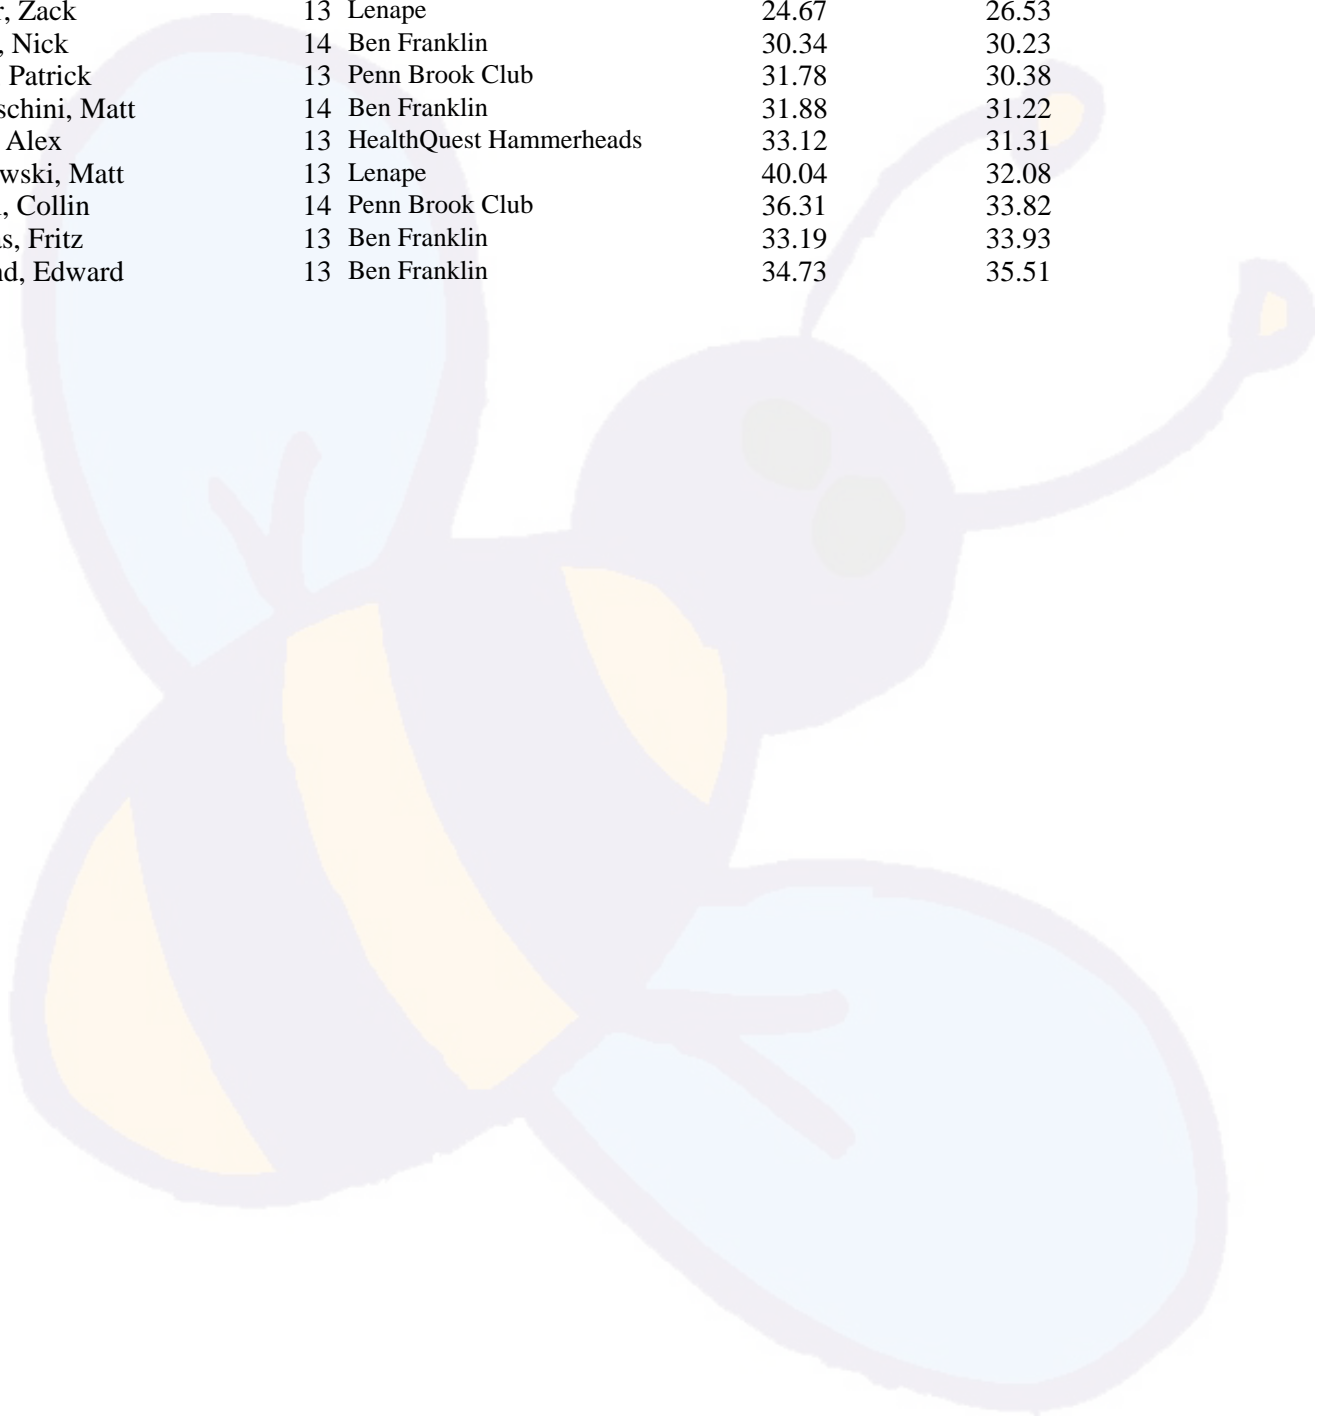 r, Zack 13 Lenape 24.67 26.53
, Nick 14 Ben Franklin 30.34 30.23
, Patrick 13 Penn Brook Club 31.78 30.38
schini, Matt 14 Ben Franklin 31.88 31.22
, Alex 13 HealthQuest Hammerheads 33.12 31.31
wski, Matt 13 Lenape 40.04 32.08
, Collin 14 Penn Brook Club 36.31 33.82
s, Fritz 13 Ben Franklin 33.19 33.93
nd, Edward 13 Ben Franklin 34.73 35.51